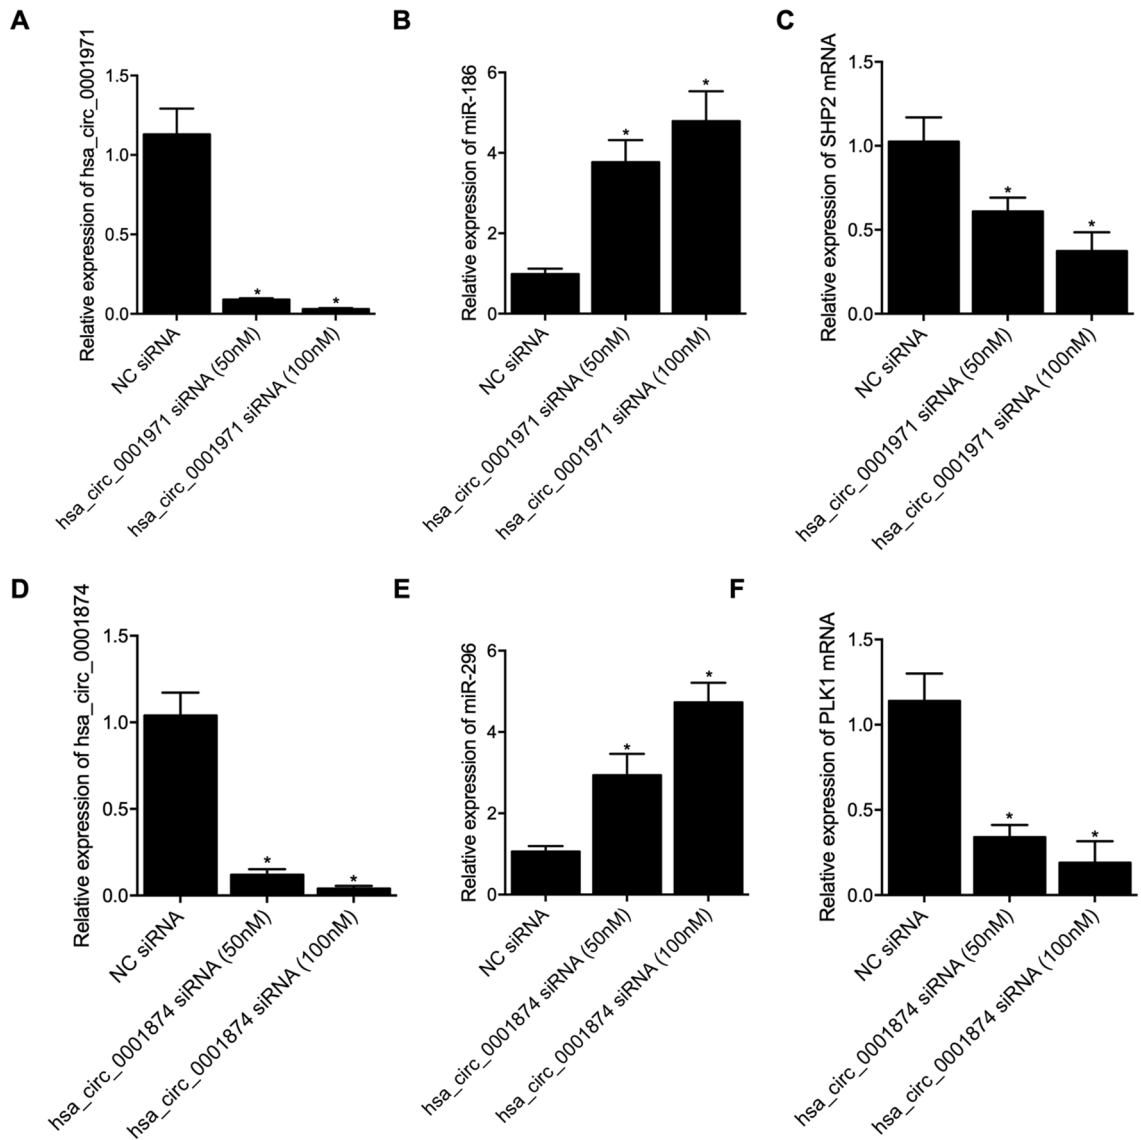 A
Relative expression of hsa_circ_0001971
1.5
1.0
0.5
0.0
*
*
NC siRNA
hsa_circ_0001971 siRNA (50nM)
hsa_circ_0001971 siRNA (100nM)
B
Relative expression of miR-186
6
4
2
0
*
*
NC siRNA
hsa_circ_0001971 siRNA (50nM)
hsa_circ_0001971 siRNA (100nM)
C
Relative expression of SHP2 mRNA
1.5
1.0
0.5
0.0
*
*
NC siRNA
hsa_circ_0001971 siRNA (50nM)
hsa_circ_0001971 siRNA (100nM)
D
Relative expression of hsa_circ_0001874
1.5
1.0
0.5
0.0
*
*
NC siRNA
hsa_circ_0001874 siRNA (50nM)
hsa_circ_0001874 siRNA (100nM)
E
Relative expression of miR-296
6
4
2
0
*
*
NC siRNA
hsa_circ_0001874 siRNA (50nM)
hsa_circ_0001874 siRNA (100nM)
F
Relative expression of PLK1 mRNA
1.5
1.0
0.5
0.0
*
*
NC siRNA
hsa_circ_0001874 siRNA (50nM)
hsa_circ_0001874 siRNA (100nM)